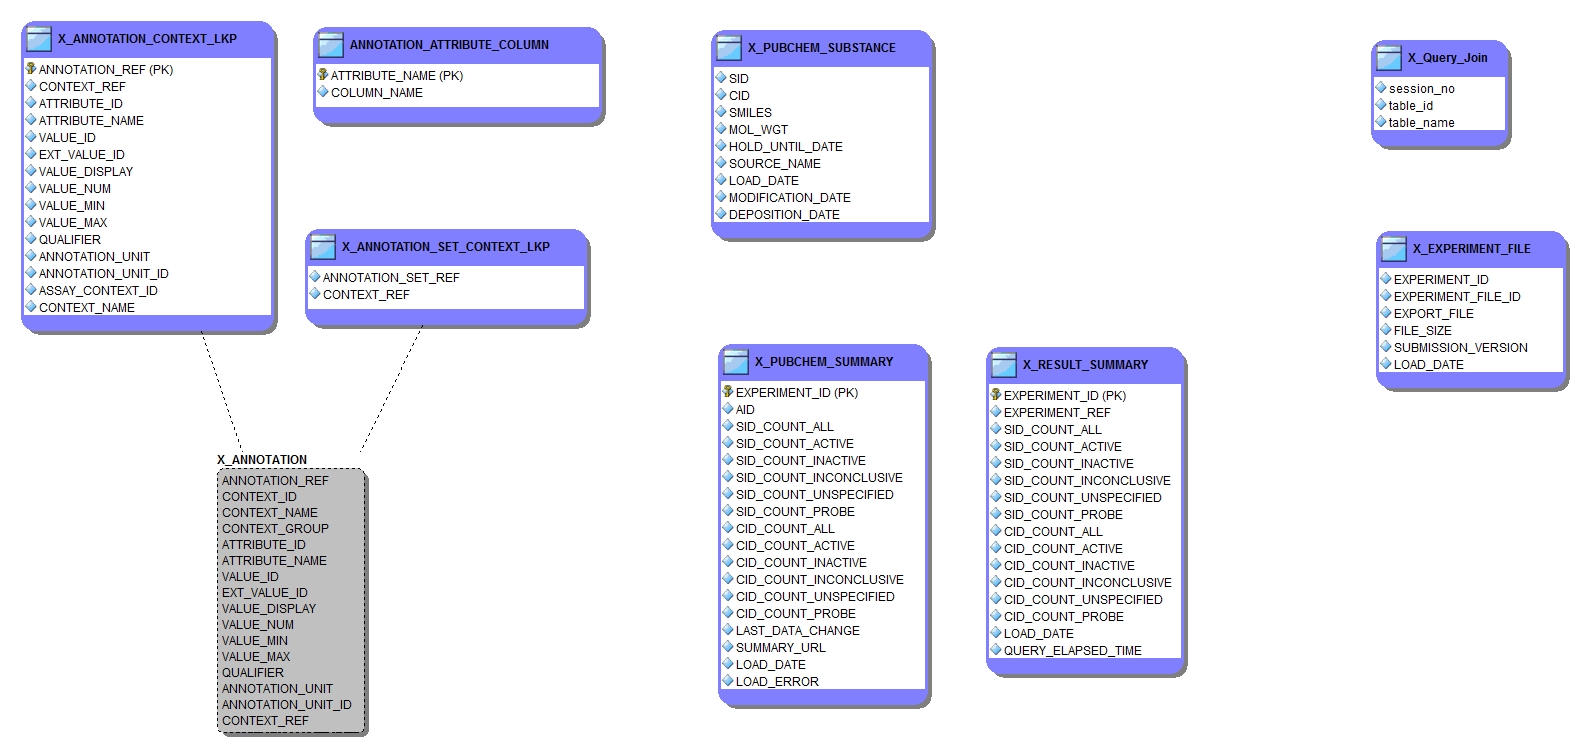 X_ANNOTATION_CONTEXT_LKP
ANNOTATION_REF (PK)
CONTEXT_REF
ATTRIBUTE_ID
ATTRIBUTE_NAME
VALUE_ID
EXT_VALUE_ID
VALUE_DISPLAY
VALUE_NUM
VALUE_MIN
VALUE_MAX
QUALIFIER
ANNOTATION_UNIT
ANNOTATION_UNIT_ID
ASSAY_CONTEXT_ID
CONTEXT_NAME
ANNOTATION_ATTRIBUTE_COLUMN
ATTRIBUTE_NAME (PK)
COLUMN_NAME
X_ANNOTATION_SET_CONTEXT_LKP
ANNOTATION_SET_REF
CONTEXT_REF
X_ANNOTATION
ANNOTATION_REF
CONTEXT_ID
CONTEXT_NAME
CONTEXT_GROUP
ATTRIBUTE_ID
ATTRIBUTE_NAME
VALUE_ID
EXT_VALUE_ID
VALUE_DISPLAY
VALUE_NUM
VALUE_MIN
VALUE_MAX
QUALIFIER
ANNOTATION_UNIT
ANNOTATION_UNIT_ID
CONTEXT_REF
X_PUBCHEM_SUBSTANCE
SID
CID
SMILES
MOL_WGT
HOLD_UNTIL_DATE
SOURCE_NAME
LOAD_DATE
MODIFICATION_DATE
DEPOSITION_DATE
X_PUBCHEM_SUMMARY
EXPERIMENT_ID (PK)
AID
SID_COUNT_ALL
SID_COUNT_ACTIVE
SID_COUNT_INACTIVE
SID_COUNT_INCONCLUSIVE
SID_COUNT_UNSPECIFIED
SID_COUNT_PROBE
CID_COUNT_ALL
CID_COUNT_ACTIVE
CID_COUNT_INACTIVE
CID_COUNT_INCONCLUSIVE
CID_COUNT_UNSPECIFIED
CID_COUNT_PROBE
LAST_DATA_CHANGE
SUMMARY_URL
LOAD_DATE
LOAD_ERROR
X_RESULT_SUMMARY
EXPERIMENT_ID (PK)
EXPERIMENT_REF
SID_COUNT_ALL
SID_COUNT_ACTIVE
SID_COUNT_INACTIVE
SID_COUNT_INCONCLUSIVE
SID_COUNT_UNSPECIFIED
SID_COUNT_PROBE
CID_COUNT_ALL
CID_COUNT_ACTIVE
CID_COUNT_INACTIVE
CID_COUNT_INCONCLUSIVE
CID_COUNT_UNSPECIFIED
CID_COUNT_PROBE
LOAD_DATE
QUERY_ELAPSED_TIME
X_Query_Join
session_no
table_id
table_name
X_EXPERIMENT_FILE
EXPERIMENT_ID
EXPERIMENT_FILE_ID
EXPORT_FILE
FILE_SIZE
SUBMISSION_VERSION
LOAD_DATE